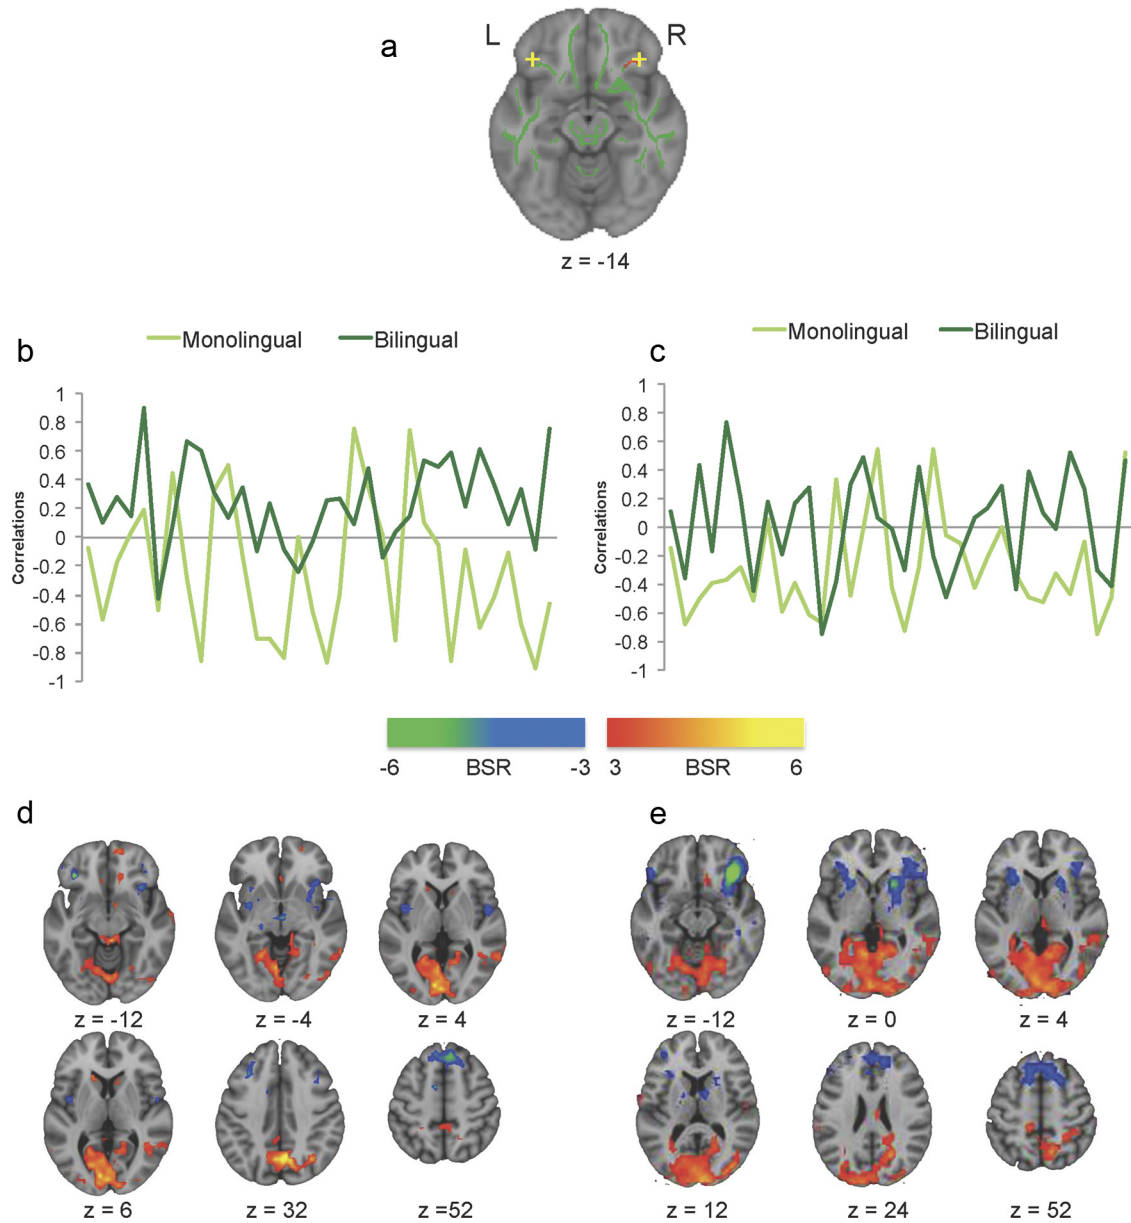 a
L R
z = -14
Monolingual Bilingual
b
1
0.8
0.6
0.4
0.2
0
-0.2
-0.4
-0.6
-0.8
-1
Correlations
Monolingual Bilingual
c
1
0.8
0.6
0.4
0.2
0
-0.2
-0.4
-0.6
-0.8
-1
Correlations
-6 BSR -3 3 BSR 6
d
z = -12 z = -4 z = 4
z = 6 z = 32 z =52
e
z = -12 z = 0 z = 4
z = 12 z = 24 z = 52